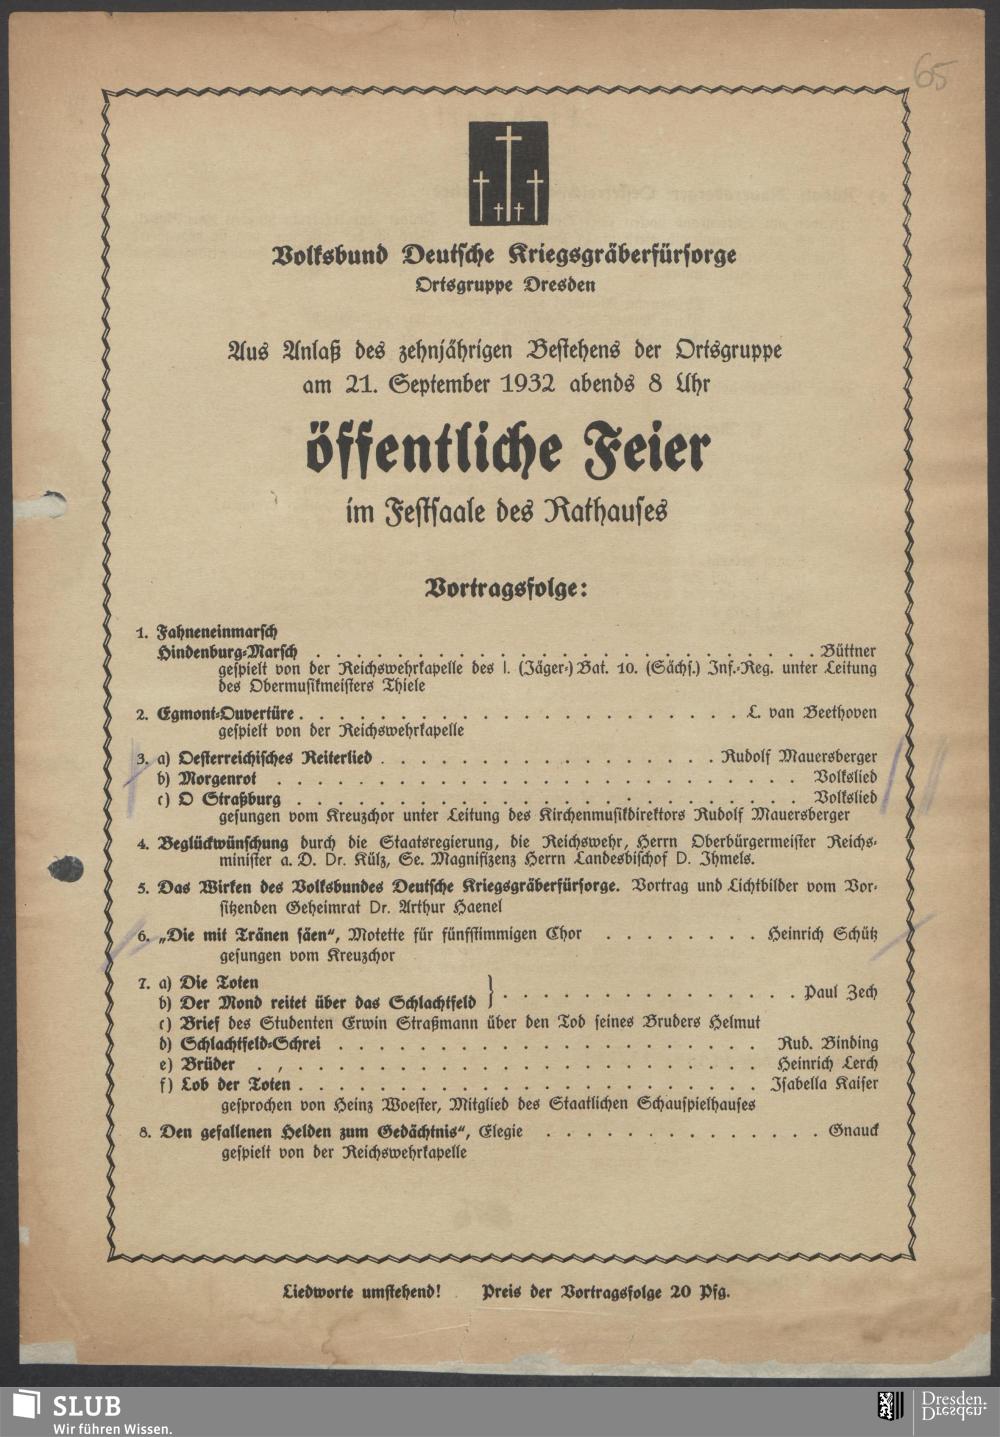 65
Volksbund Deutsche Kriegsgräberfürsorge
Ortsgruppe Dresden
Aus Anlaß des zehnjährigen Bestehens der Ortsgruppe
am 21. September 1932 abends 8 Uhr
öffentliche Feier
im Festsaale des Rathauses
Vortragsfolge:
1. Fahneneinmarsch
Hindenburg-Marsch . . . . . . . . . . . . . . . . . . . . . . . . Büttner
gespielt von der Reichswehrkapelle des I. (Jäger-) Bat. 10. (Sächs.) Inf.-Reg. unter Leitung
des Obermusikmeisters Thiele
2. Egmont-Ouvertüre . . . . . . . . . . . . . . . . . . . . . L. van Beethoven
gespielt von der Reichswehrkapelle
3. a) Oesterreichisches Reiterlied . . . . . . . . . . . . . . . . Rudolf Mauersberger
b) Morgenrot . . . . . . . . . . . . . . . . . . . . . . . . . . Volkslied
c) O Straßburg . . . . . . . . . . . . . . . . . . . . . . . . . Volkslied
gesungen vom Kreuzchor unter Leitung des Kirchenmusikdirektors Rudolf Mauersberger
4. Beglückwünschung durch die Staatsregierung, die Reichswehr, Herrn Oberbürgermeister Reichs-
minister a. D. Dr. Külz, Se. Magnifizenz Herrn Landesbischof D. Ihmels.
5. Das Wirken des Volksbundes Deutsche Kriegsgräberfürsorge. Vortrag und Lichtbilder vom Vor-
sitzenden Geheimrat Dr. Arthur Haenel
6. „Die mit Tränen säen“, Motette für fünfstimmigen Chor . . . . . . . . Heinrich Schütz
gesungen vom Kreuzchor
7. a) Die Toten
b) Der Mond reitet über das Schlachtfeld } . . . . . . . . . . . . . . . Paul Zech
c) Brief des Studenten Erwin Straßmann über den Tod seines Bruders Helmut
d) Schlachtfeld-Schrei . . . . . . . . . . . . . . . . . . . . Rud. Binding
e) Brüder . . . . . . . . . . . . . . . . . . . . . . . . Heinrich Lerch
f) Lob der Toten . . . . . . . . . . . . . . . . . . . . . . Isabella Kaiser
gesprochen von Heinz Woester, Mitglied des Staatlichen Schauspielhauses
8. Den gefallenen Helden zum Gedächtnis“, Elegie . . . . . . . . . . . . . . Gnauck
gespielt von der Reichswehrkapelle
Liedworte umstehend! Preis der Vortragsfolge 20 Pfg.
SLUB
Wir führen Wissen.
Dresden.
Dresden.